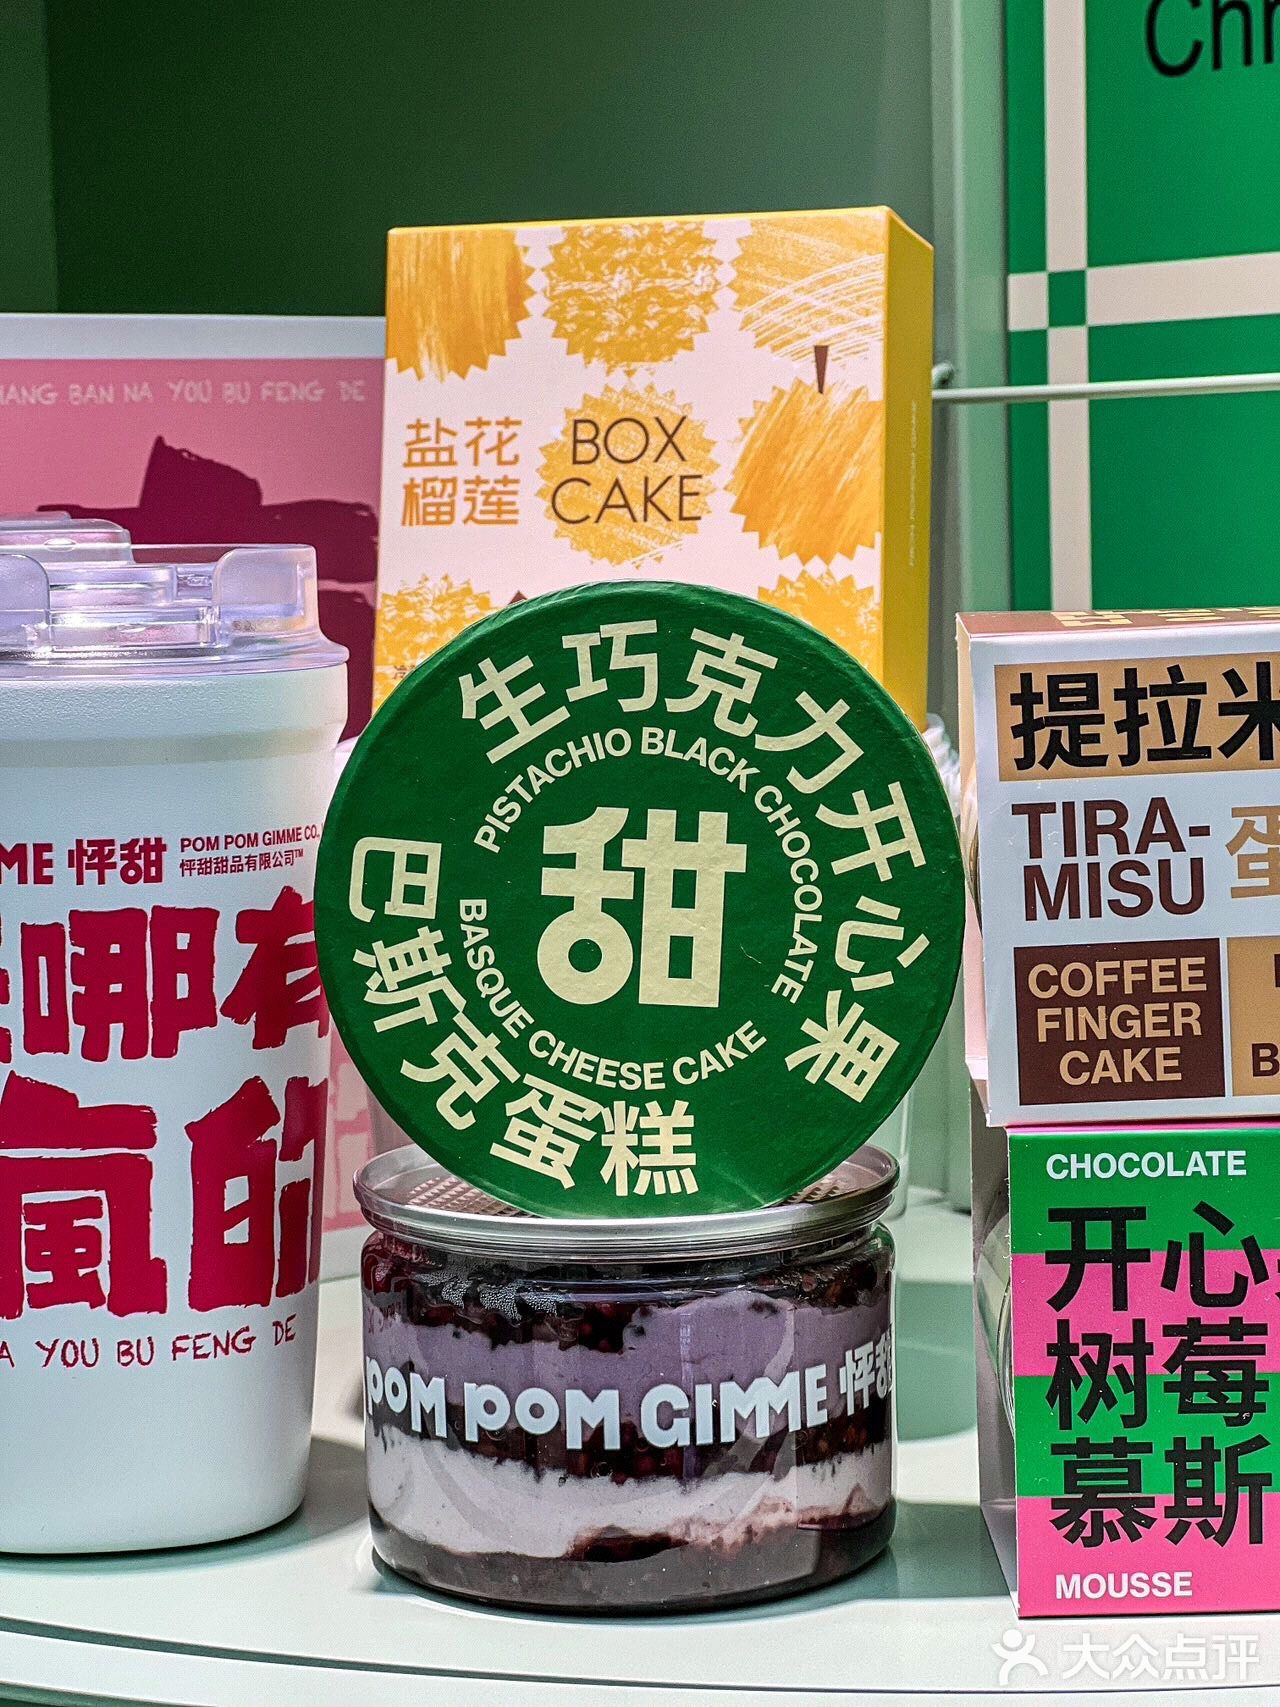 Chr
HANG BAN NA YOU BU FENG DE
盐花
榴莲
BOX
CAKE
生巧克力开心果
PISTACHIO BLACK CHOCOLATE
甜
BASQUE CHEESE CAKE
巴斯克蛋糕
POM POM GIMME CO.,
怦甜甜品有限公司™
MME 怦甜
哪有
瘋的
A YOU BU FENG DE
POM POM GIMME 怦甜
提拉米
TIRA-
MISU
蛋
COFFEE
FINGER
CAKE
B
CHOCOLATE
开心
树莓
慕斯
MOUSSE
大众点评